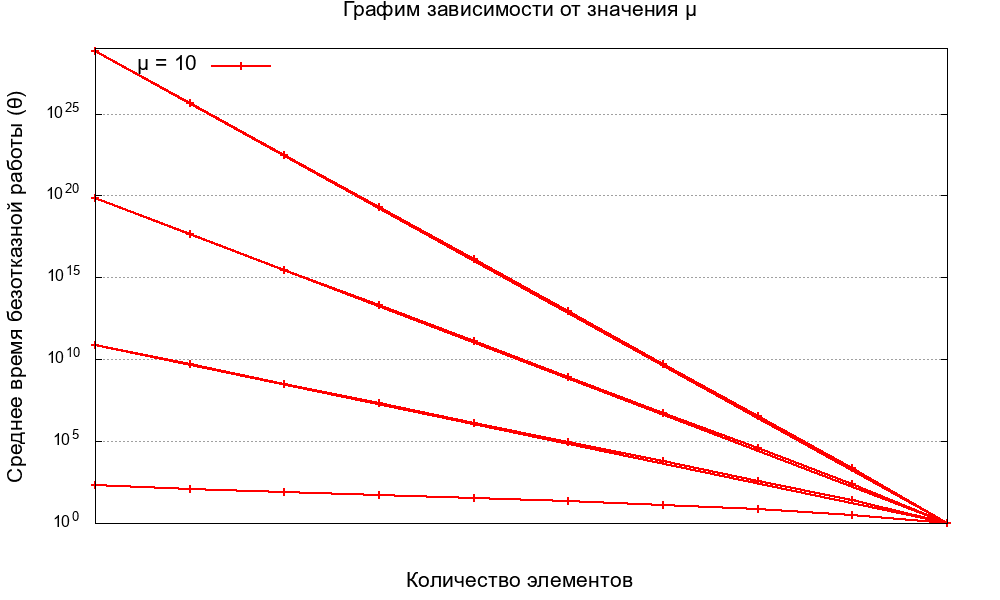 Графим зависимости от значения μ
μ = 10
Среднее время безотказной работы (θ)
10^25
10^20
10^15
10^10
10^5
10^0
Количество элементов